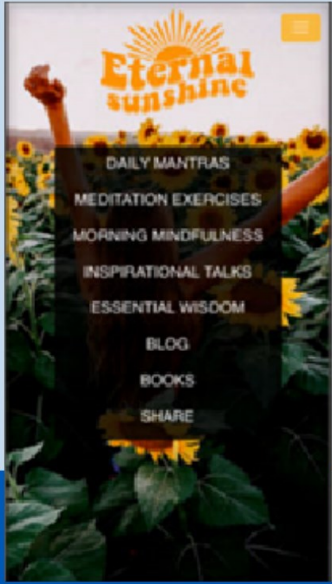 Eternal
sunshine
DAILY MANTRAS
MEDITATION EXERCISES
MORNING MINDFULNESS
INSPIRATIONAL TALKS
ESSENTIAL WISDOM
BLOG
BOOKS
SHARE